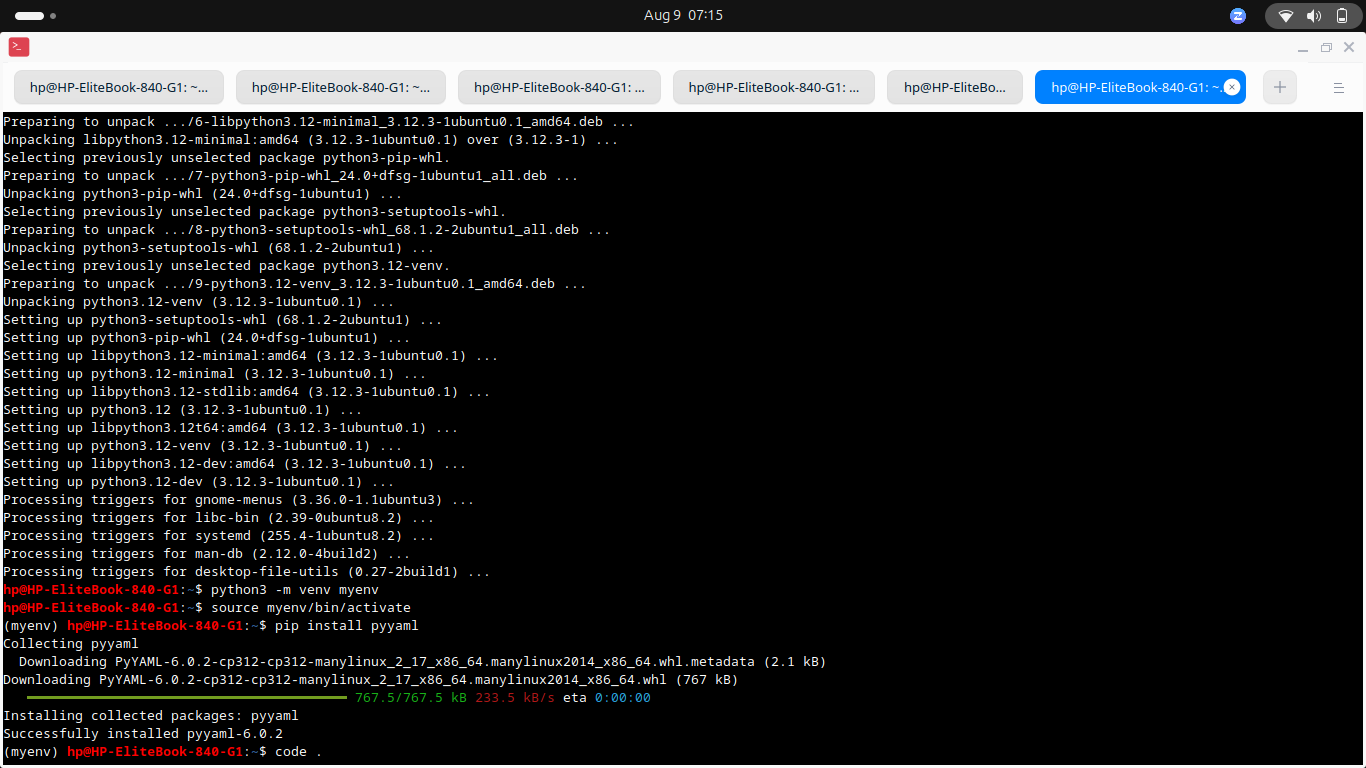 Aug 9 07:15
hp@HP-EliteBook-840-G1: ~... hp@HP-EliteBook-840-G1: ~... hp@HP-EliteBook-840-G1: ... hp@HP-EliteBook-840-G1: ... hp@HP-EliteBo... hp@HP-EliteBook-840-G1: ~..
Preparing to unpack .../6-libpython3.12-minimal_3.12.3-1ubuntu0.1_amd64.deb ...
Unpacking libpython3.12-minimal:amd64 (3.12.3-1ubuntu0.1) over (3.12.3-1) ...
Selecting previously unselected package python3-pip-whl.
Preparing to unpack .../7-python3-pip-whl_24.0+dfsg-1ubuntu1_all.deb ...
Unpacking python3-pip-whl (24.0+dfsg-1ubuntu1) ...
Selecting previously unselected package python3-setuptools-whl.
Preparing to unpack .../8-python3-setuptools-whl_68.1.2-2ubuntu1_all.deb ...
Unpacking python3-setuptools-whl (68.1.2-2ubuntu1) ...
Selecting previously unselected package python3.12-venv.
Preparing to unpack .../9-python3.12-venv_3.12.3-1ubuntu0.1_amd64.deb ...
Unpacking python3.12-venv (3.12.3-1ubuntu0.1) ...
Setting up python3-setuptools-whl (68.1.2-2ubuntu1) ...
Setting up python3-pip-whl (24.0+dfsg-1ubuntu1) ...
Setting up libpython3.12-minimal:amd64 (3.12.3-1ubuntu0.1) ...
Setting up python3.12-minimal (3.12.3-1ubuntu0.1) ...
Setting up libpython3.12-stdlib:amd64 (3.12.3-1ubuntu0.1) ...
Setting up python3.12 (3.12.3-1ubuntu0.1) ...
Setting up libpython3.12t64:amd64 (3.12.3-1ubuntu0.1) ...
Setting up python3.12-venv (3.12.3-1ubuntu0.1) ...
Setting up libpython3.12-dev:amd64 (3.12.3-1ubuntu0.1) ...
Setting up python3.12-dev (3.12.3-1ubuntu0.1) ...
Processing triggers for gnome-menus (3.36.0-1.1ubuntu3) ...
Processing triggers for libc-bin (2.39-0ubuntu8.2) ...
Processing triggers for systemd (255.4-1ubuntu8.2) ...
Processing triggers for man-db (2.12.0-4build2) ...
Processing triggers for desktop-file-utils (0.27-2build1) ...
hp@HP-EliteBook-840-G1:~$ python3 -m venv myenv
hp@HP-EliteBook-840-G1:~$ source myenv/bin/activate
(myenv) hp@HP-EliteBook-840-G1:~$ pip install pyyaml
Collecting pyyaml
  Downloading PyYAML-6.0.2-cp312-cp312-manylinux_2_17_x86_64.manylinux2014_x86_64.whl.metadata (2.1 kB)
Downloading PyYAML-6.0.2-cp312-cp312-manylinux_2_17_x86_64.manylinux2014_x86_64.whl (767 kB)
767.5/767.5 kB 233.5 kB/s eta 0:00:00
Installing collected packages: pyyaml
Successfully installed pyyaml-6.0.2
(myenv) hp@HP-EliteBook-840-G1:~$ code .